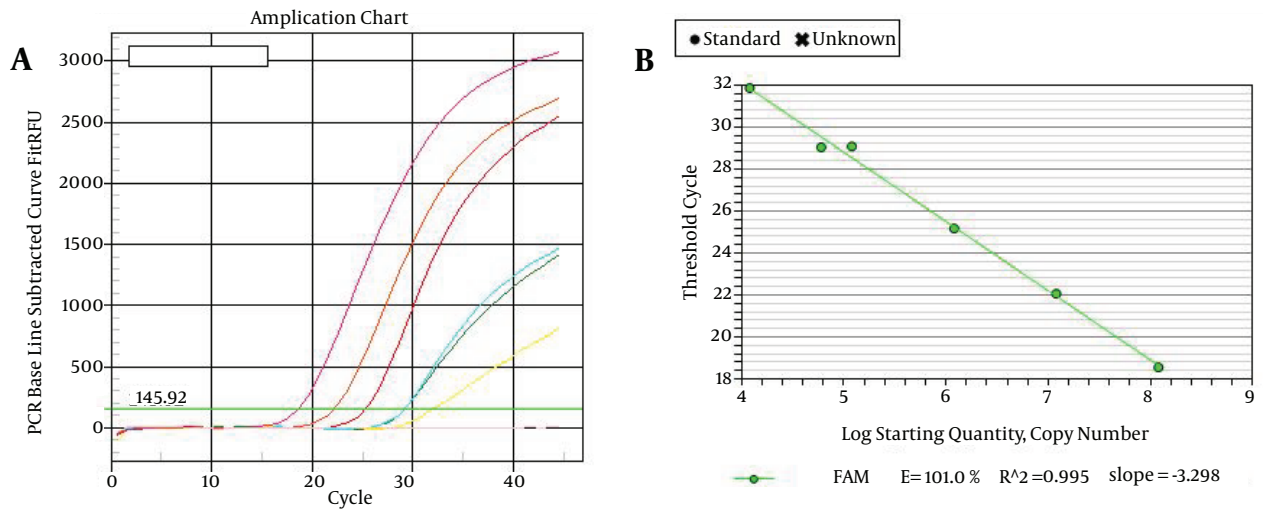 Amplication Chart
A
PCR Base Line Subtracted Curve FitRFU
3000
2500
2000
1500
1000
500
0
145.92
0 10 20 30 40
Cycle
Standard Unknown
B
Threshold Cycle
32
30
28
26
24
22
20
18
4 5 6 7 8 9
Log Starting Quantity, Copy Number
FAM E= 101.0 % R^2 =0.995 slope = -3.298